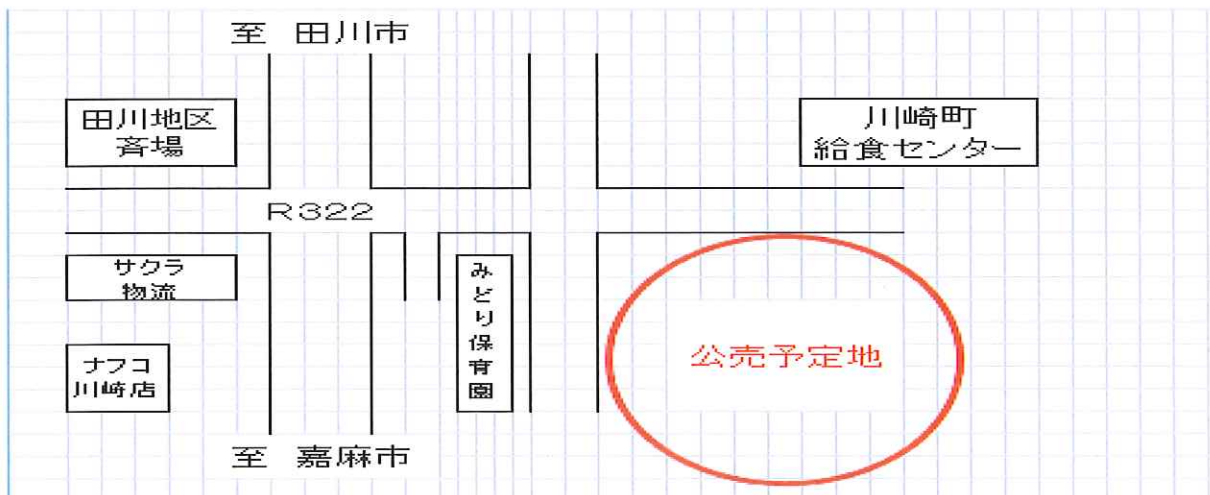 至 田川市
田川地区
斉場
川崎町
給食センター
R322
サクラ
物流
みどり保育園
ナフコ
川崎店
公売予定地
至 嘉麻市